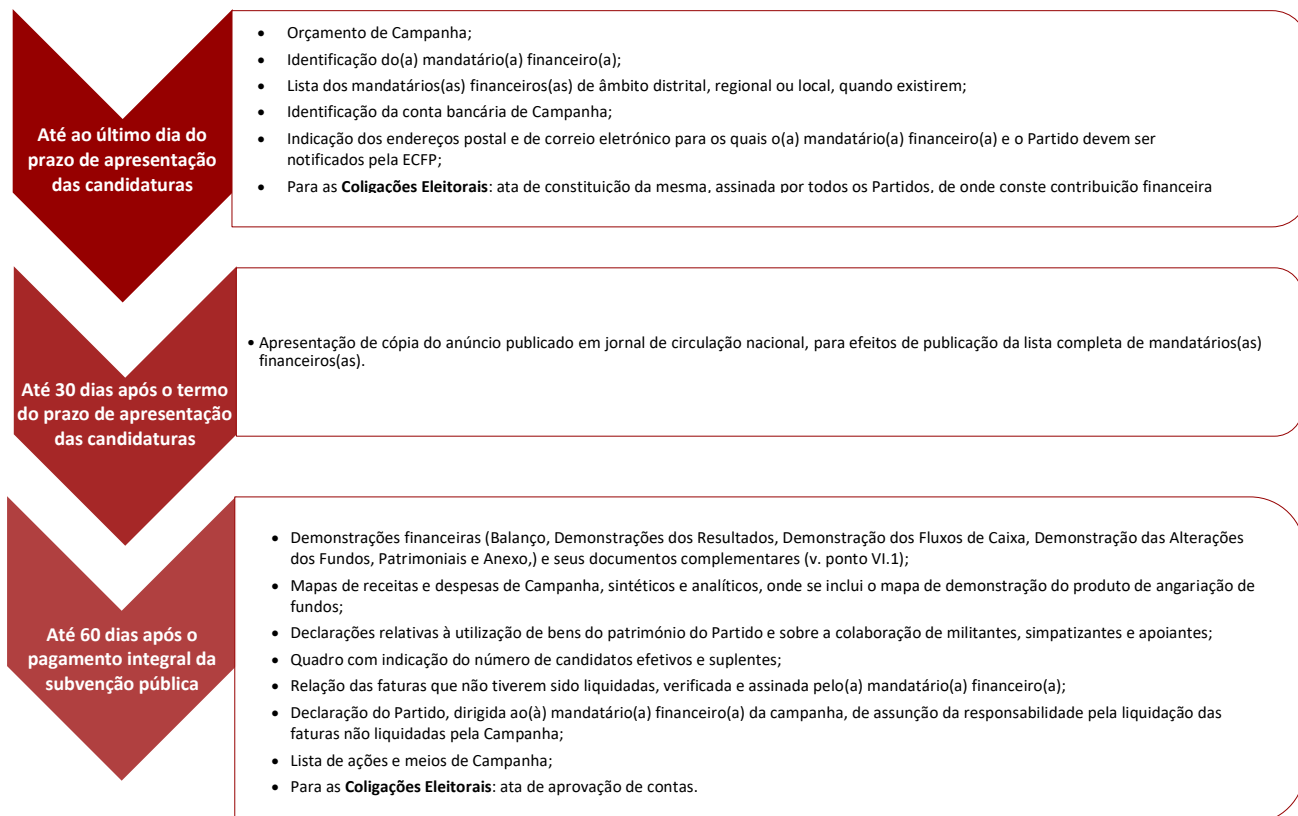 Até ao último dia do
prazo de apresentação
das candidaturas
• Orçamento de Campanha;
• Identificação do(a) mandatário(a) financeiro(a);
• Lista dos mandatários(as) financeiros(as) de âmbito distrital, regional ou local, quando existirem;
• Identificação da conta bancária de Campanha;
• Indicação dos endereços postal e de correio eletrónico para os quais o(a) mandatário(a) financeiro(a) e o Partido devem ser
notificados pela ECFP;
• Para as Coligações Eleitorais: ata de constituição da mesma, assinada por todos os Partidos, de onde conste contribuição financeira
Até 30 dias após o termo
do prazo de apresentação
das candidaturas
• Apresentação de cópia do anúncio publicado em jornal de circulação nacional, para efeitos de publicação da lista completa de mandatários(as)
financeiros(as).
Até 60 dias após o
pagamento integral da
subvenção pública
• Demonstrações financeiras (Balanço, Demonstrações dos Resultados, Demonstração dos Fluxos de Caixa, Demonstração das Alterações
dos Fundos, Patrimoniais e Anexo,) e seus documentos complementares (v. ponto VI.1);
• Mapas de receitas e despesas de Campanha, sintéticos e analíticos, onde se inclui o mapa de demonstração do produto de angariação de
fundos;
• Declarações relativas à utilização de bens do património do Partido e sobre a colaboração de militantes, simpatizantes e apoiantes;
• Quadro com indicação do número de candidatos efetivos e suplentes;
• Relação das faturas que não tiverem sido liquidadas, verificada e assinada pelo(a) mandatário(a) financeiro(a);
• Declaração do Partido, dirigida ao(à) mandatário(a) financeiro(a) da campanha, de assunção da responsabilidade pela liquidação das
faturas não liquidadas pela Campanha;
• Lista de ações e meios de Campanha;
• Para as Coligações Eleitorais: ata de aprovação de contas.